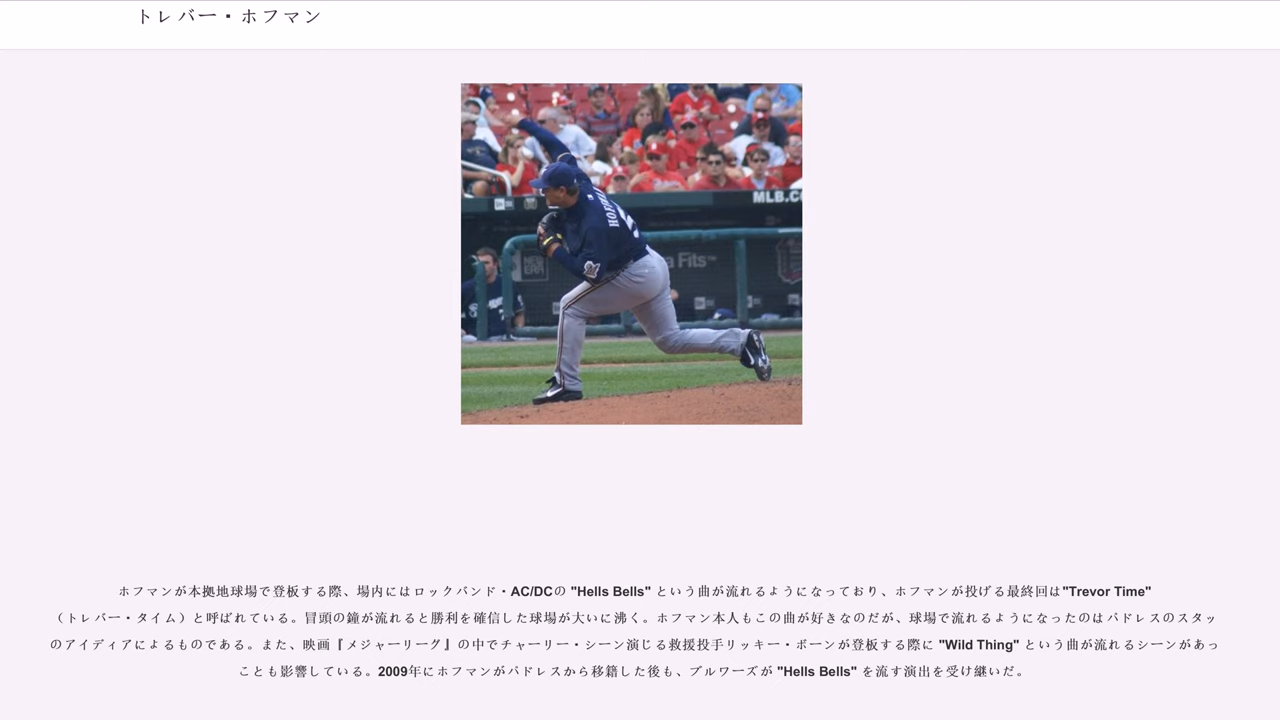 トレバー・ホフマン
MLB.C
HOFF
NEW ERA
a Fits™
ホフマンが本拠地球場で登板する際、場内にはロックバンド・AC/DCの "Hells Bells" という曲が流れるようになっており、ホフマンが投げる最終回は"Trevor Time"
（トレバー・タイム）と呼ばれている。冒頭の鐘が流れると勝利を確信した球場が大いに沸く。ホフマン本人もこの曲が好きなのだが、球場で流れるようになったのはパドレスのスタッ
のアイディアによるものである。また、映画『メジャーリーグ』の中でチャーリー・シーン演じる救援投手リッキー・ボーンが登板する際に "Wild Thing" という曲が流れるシーンがあっ
ことも影響している。2009年にホフマンがパドレスから移籍した後も、ブルワーズが "Hells Bells" を流す演出を受け継いだ。